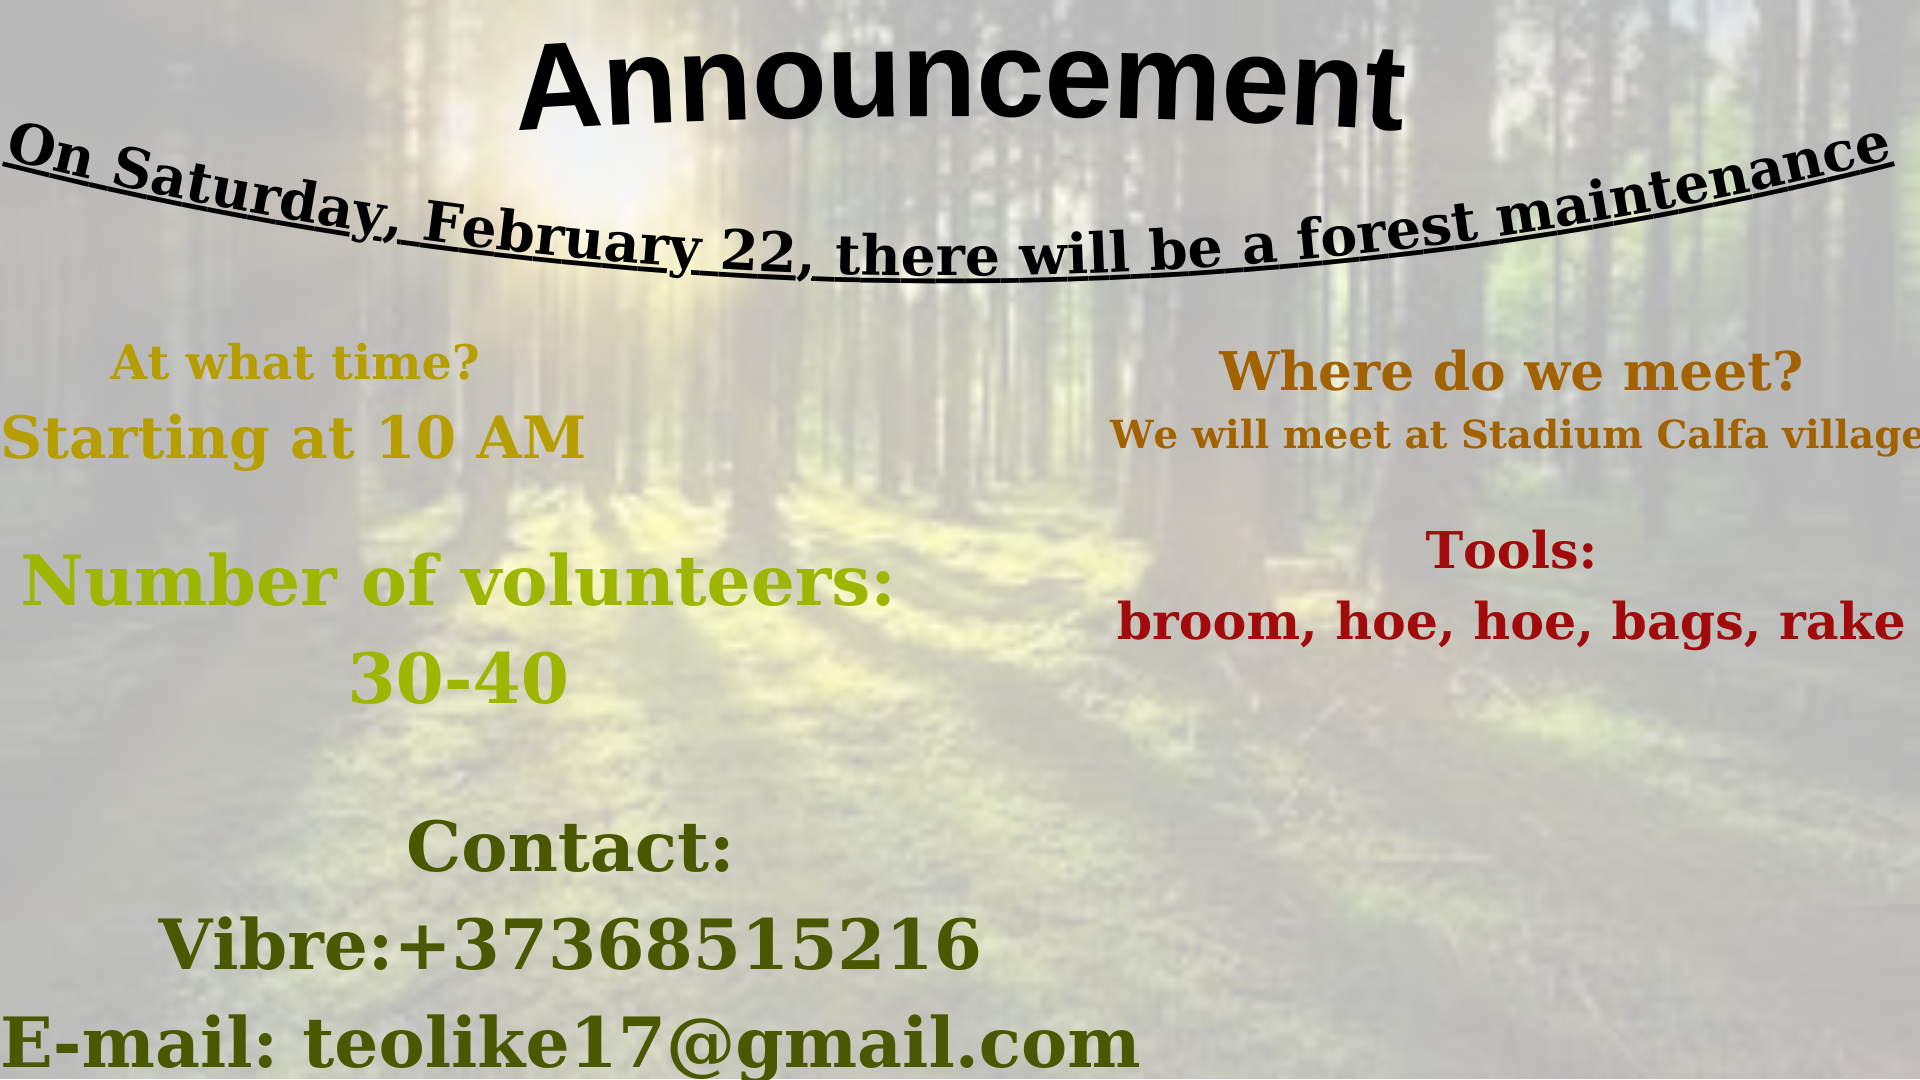 Announcement
On Saturday, February 22, there will be a forest maintenance
At what time?
Starting at 10 AM
Where do we meet?
We will meet at Stadium Calfa village
Number of volunteers:
30-40
Tools:
broom, hoe, hoe, bags, rake
Contact:
Vibre:+37368515216
E-mail: teolike17@gmail.com